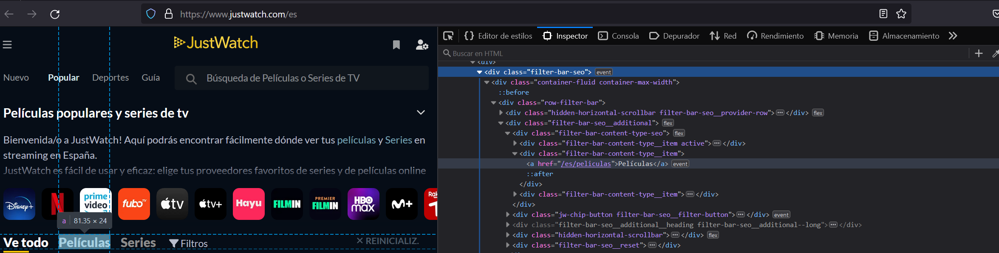 https://www.justwatch.com/es
JustWatch
Nuevo Popular Deportes Guía
Búsqueda de Películas o Series de TV
Películas populares y series de tv
Bienvenida/o a JustWatch! Aquí podrás encontrar fácilmente dónde ver tus películas y Series en
streaming en España.
JustWatch es fácil de usar y eficaz: elige tus proveedores favoritos de series y de películas online
Disney+ N prime video fubo TV tv tv+ Hayu FILMIN PREMIER FILMIN HBO max M+ Rak
a 81.35 × 24
Ve todo Películas Series Filtros × REINICIALIZ.
Editor de estilos Inspector Consola Depurador Red Rendimiento Memoria Almacenamiento
Buscar en HTML
<div>
<div class="filter-bar-seo"> event
<div class="container-fluid container-max-width">
::before
<div class="row-filter-bar">
<div class="hidden-horizontal-scrollbar filter-bar-seo__provider-row">…</div> flex
<div class="filter-bar-seo__additional"> flex
<div class="filter-bar-content-type-seo"> flex
<div class="filter-bar-content-type__item active">…</div>
<div class="filter-bar-content-type__item">
<a href="/es/peliculas">Películas</a> event
::after
</div>
<div class="filter-bar-content-type__item">…</div>
</div>
<div class="jw-chip-button filter-bar-seo__filter-button">…</div> event
<div class="filter-bar-seo__additional__heading filter-bar-seo__additional--long">…</div>
<div class="hidden-horizontal-scrollbar">…</div> flex
<div class="filter-bar-seo__reset">…</div>